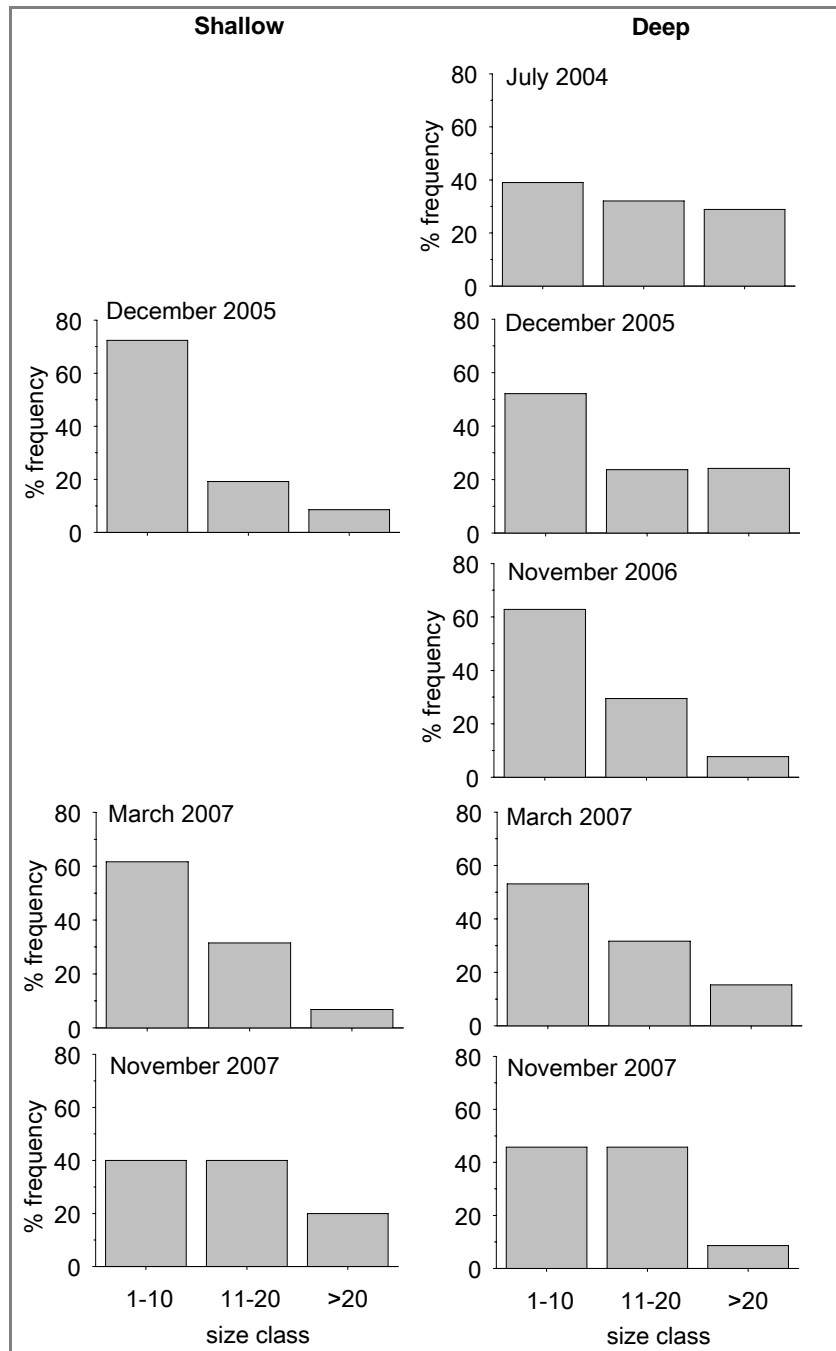 Shallow
Deep
July 2004
80
60
40
20
0
% frequency
December 2005
80
60
40
20
0
% frequency
December 2005
80
60
40
20
0
November 2006
80
60
40
20
0
% frequency
March 2007
80
60
40
20
0
% frequency
March 2007
80
60
40
20
0
November 2007
80
60
40
20
0
% frequency
1-10 11-20 >20
size class
November 2007
80
60
40
20
0
1-10 11-20 >20
size class